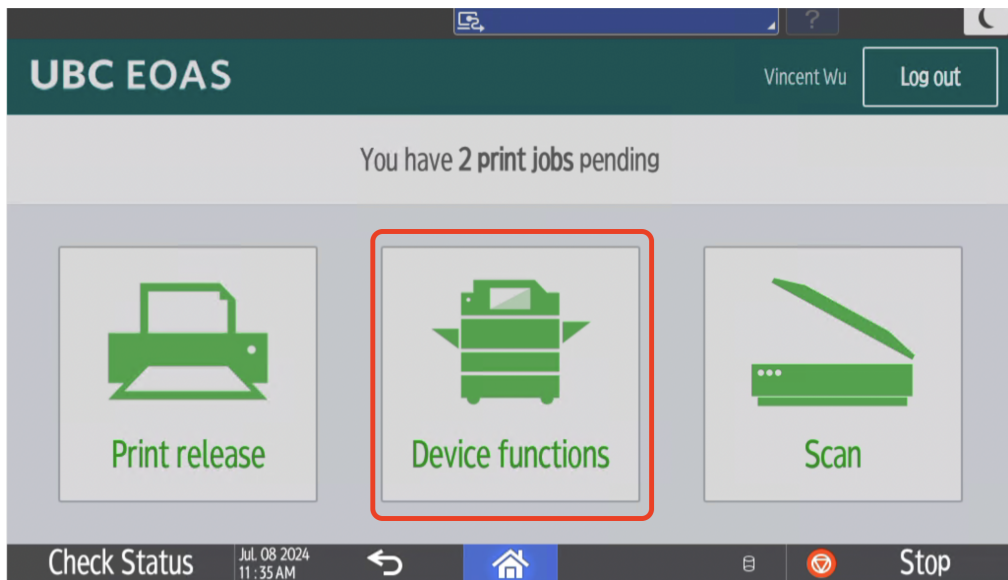 ?
UBC EOAS
Vincent Wu
Log out
You have 2 print jobs pending
Print release
Device functions
Scan
Check Status
Jul. 08 2024
11:35 AM
Stop